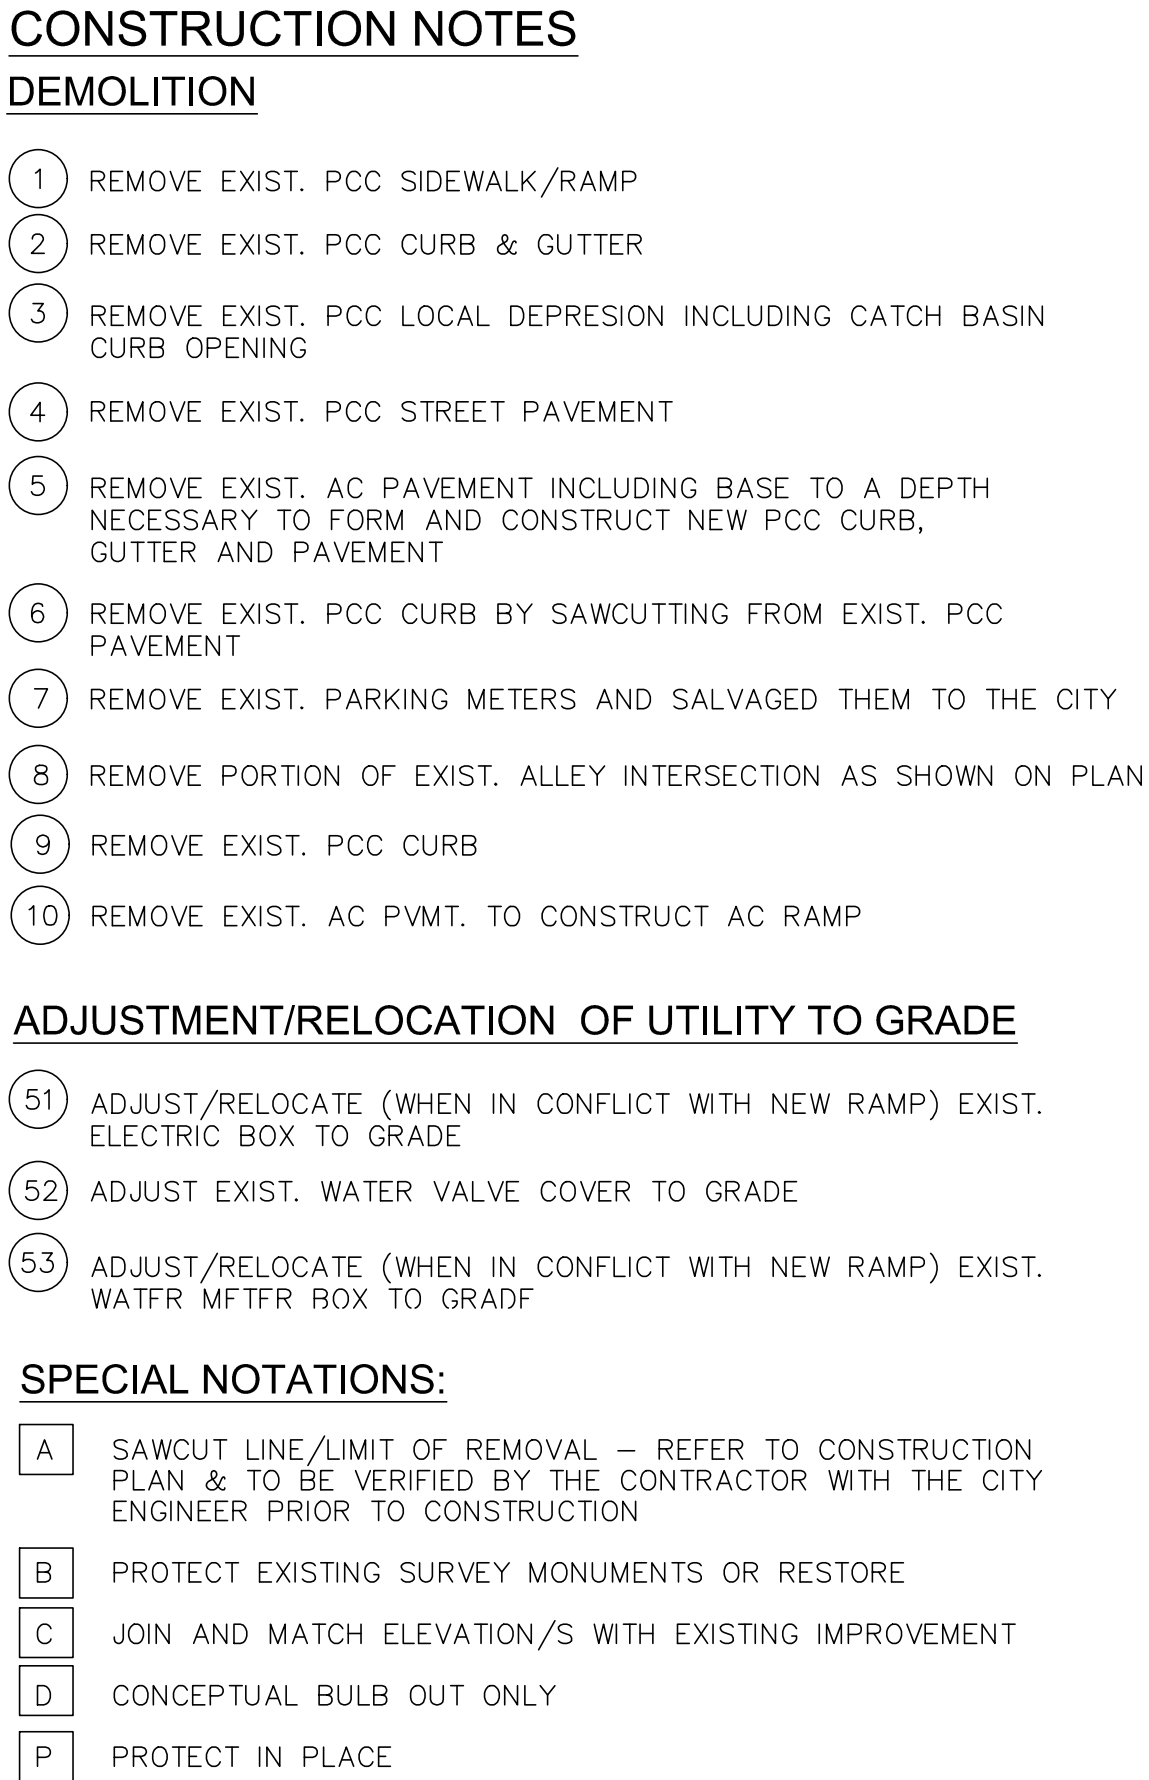 CONSTRUCTION NOTES
DEMOLITION
1 REMOVE EXIST. PCC SIDEWALK/RAMP
2 REMOVE EXIST. PCC CURB & GUTTER
3 REMOVE EXIST. PCC LOCAL DEPRESION INCLUDING CATCH BASIN
CURB OPENING
4 REMOVE EXIST. PCC STREET PAVEMENT
5 REMOVE EXIST. AC PAVEMENT INCLUDING BASE TO A DEPTH
NECESSARY TO FORM AND CONSTRUCT NEW PCC CURB,
GUTTER AND PAVEMENT
6 REMOVE EXIST. PCC CURB BY SAWCUTTING FROM EXIST. PCC
PAVEMENT
7 REMOVE EXIST. PARKING METERS AND SALVAGED THEM TO THE CITY
8 REMOVE PORTION OF EXIST. ALLEY INTERSECTION AS SHOWN ON PLAN
9 REMOVE EXIST. PCC CURB
10 REMOVE EXIST. AC PVMT. TO CONSTRUCT AC RAMP
ADJUSTMENT/RELOCATION OF UTILITY TO GRADE
51 ADJUST/RELOCATE (WHEN IN CONFLICT WITH NEW RAMP) EXIST.
ELECTRIC BOX TO GRADE
52 ADJUST EXIST. WATER VALVE COVER TO GRADE
53 ADJUST/RELOCATE (WHEN IN CONFLICT WITH NEW RAMP) EXIST.
WATER METER BOX TO GRADE
SPECIAL NOTATIONS:
A SAWCUT LINE/LIMIT OF REMOVAL – REFER TO CONSTRUCTION
PLAN & TO BE VERIFIED BY THE CONTRACTOR WITH THE CITY
ENGINEER PRIOR TO CONSTRUCTION
B PROTECT EXISTING SURVEY MONUMENTS OR RESTORE
C JOIN AND MATCH ELEVATION/S WITH EXISTING IMPROVEMENT
D CONCEPTUAL BULB OUT ONLY
P PROTECT IN PLACE